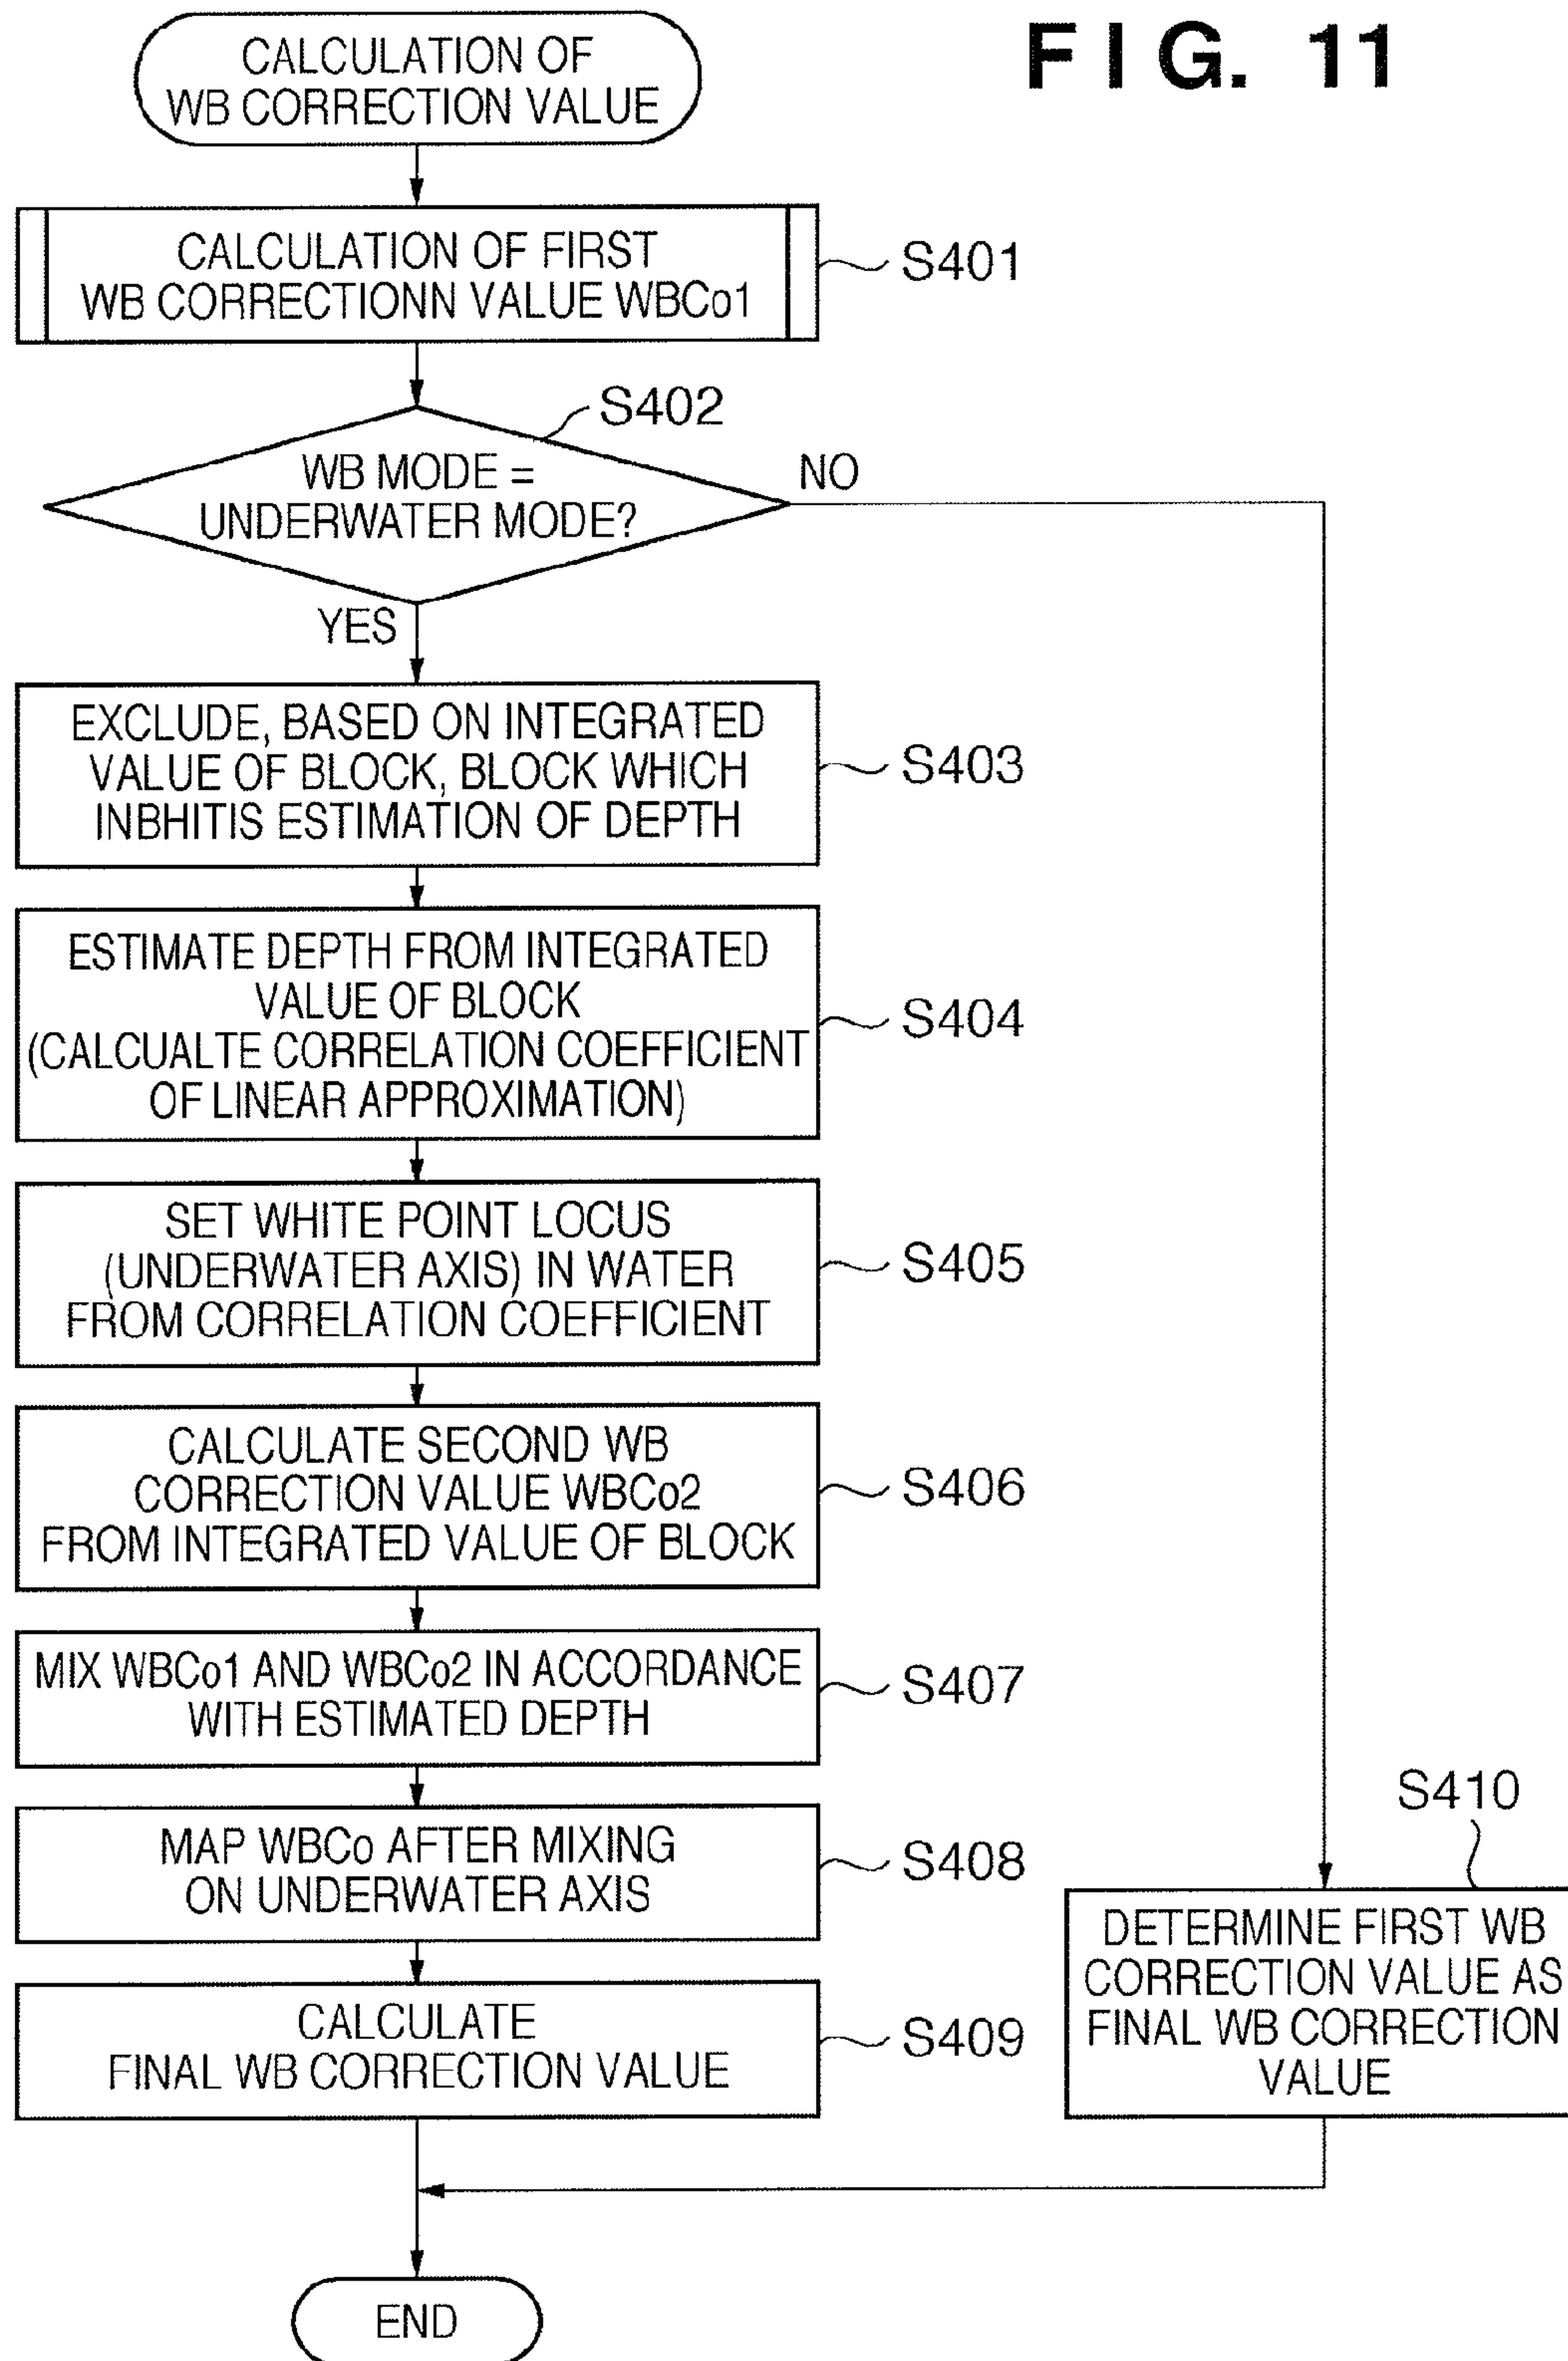 FIG. 11
CALCULATION OF
WB CORRECTION VALUE
CALCULATION OF FIRST
WB CORRECTIONN VALUE WBCo1
S401
S402
WB MODE =
UNDERWATER MODE?
NO
YES
EXCLUDE, BASED ON INTEGRATED
VALUE OF BLOCK, BLOCK WHICH
INBHITIS ESTIMATION OF DEPTH
S403
ESTIMATE DEPTH FROM INTEGRATED
VALUE OF BLOCK
(CALCUALTE CORRELATION COEFFICIENT
OF LINEAR APPROXIMATION)
S404
SET WHITE POINT LOCUS
(UNDERWATER AXIS) IN WATER
FROM CORRELATION COEFFICIENT
S405
CALCULATE SECOND WB
CORRECTION VALUE WBCo2
FROM INTEGRATED VALUE OF BLOCK
S406
MIX WBCo1 AND WBCo2 IN ACCORDANCE
WITH ESTIMATED DEPTH
S407
MAP WBCo AFTER MIXING
ON UNDERWATER AXIS
S408
CALCULATE
FINAL WB CORRECTION VALUE
S409
S410
DETERMINE FIRST WB
CORRECTION VALUE AS
FINAL WB CORRECTION
VALUE
END